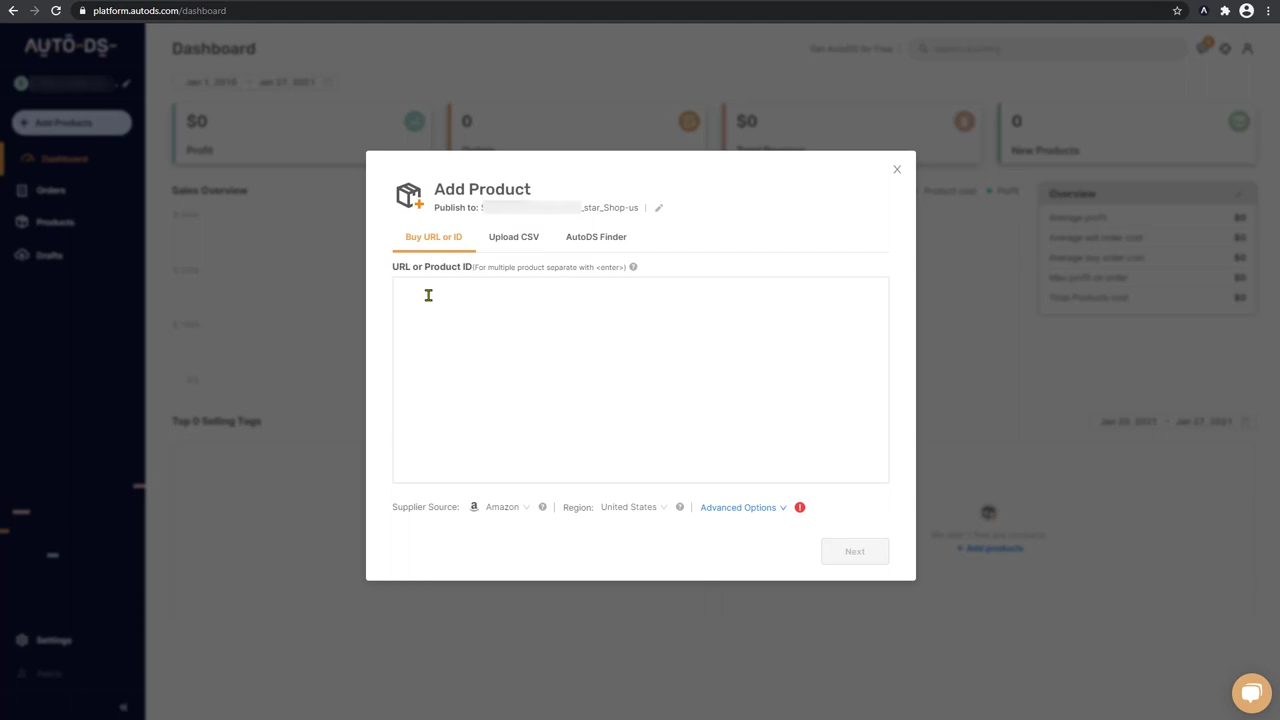 platform.autods.com/dashboard
AUTO-DS-
Dashboard
Get AutoDS for Free
Jan 27, 2021
Add Products
$0
0
$0
0
Profit
Orders
Total Revenue
New Products
Dashboard
Orders
Products
Drafts
Sales Overview
Product cost
Profit
Overview
Average profit
$0
Average sell order cost
$0
Average buy order cost
$0
Max profit on order
$0
Total Products cost
$0
Add Product
Publish to:
_star_Shop-us
Buy URL or ID
Upload CSV
AutoDS Finder
URL or Product ID(For multiple product separate with <enter>)
Supplier Source:
a
Amazon
Region:
United States
Advanced Options
Next
Top 0 Selling Tags
Jan 20, 2021 - Jan 27, 2021
+ Add products
Settings